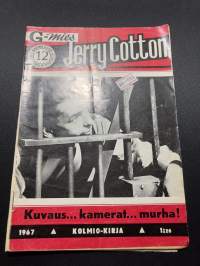 G-mies
Jerry Cotton
12
Kuvaus... kamerat... murha!
1967 ▲ KOLMIO-KIRJA ▲